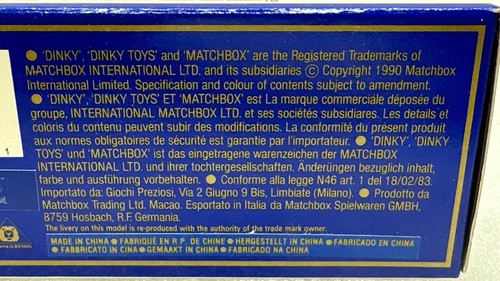 ● 'DINKY', 'DINKY TOYS' and 'MATCHBOX' are the Registered Trademarks of
MATCHBOX INTERNATIONAL LTD. and its subsidiaries © Copyright 1990 Matchbox
International Limited. Specification and colour of contents subject to amendment.
● 'DINKY', 'DINKY TOYS' ET 'MATCHBOX' est La marque commerciale déposée du
groupe, INTERNATIONAL MATCHBOX LTD. et ses sociétés subsidiares. Les details et
coloris du contenu peuvent subir des modifications. La conformité du present produit
aux normes obligatoires de sécurité est garantie par l'importateur. ● 'DINKY', 'DINKY
TOYS' und 'MATCHBOX' ist das eingetragene warenzeichen der MATCHBOX
INTERNATIONAL LTD. und ihrer tochtergesellschaften. Änderungen bezuglich inhalt,
farbe und ausführung vorbehalten. ● Conforme alla legge N46 art. 1 del 18/02/83.
Importato da: Giochi Preziosi, Via 2 Giugno 9 Bis, Limbiate (Milano). ● Prodotto da
Matchbox Trading Ltd. Macao. Esportato in Italia da Matchbox Spielwaren GMBH,
8759 Hosbach, R.F. Germania.
The livery on this model is re-produced with the authority of the trade mark owner.
MADE IN CHINA ● FABRIQUÉ EN R.P. DE CHINE ● HERGESTELLT IN CHINA ● FABRICADO EN CHINA
● FABBRICATO IN CINA ● GEMAAKT IN CHINA ● FABRICADO NA CHINA
1